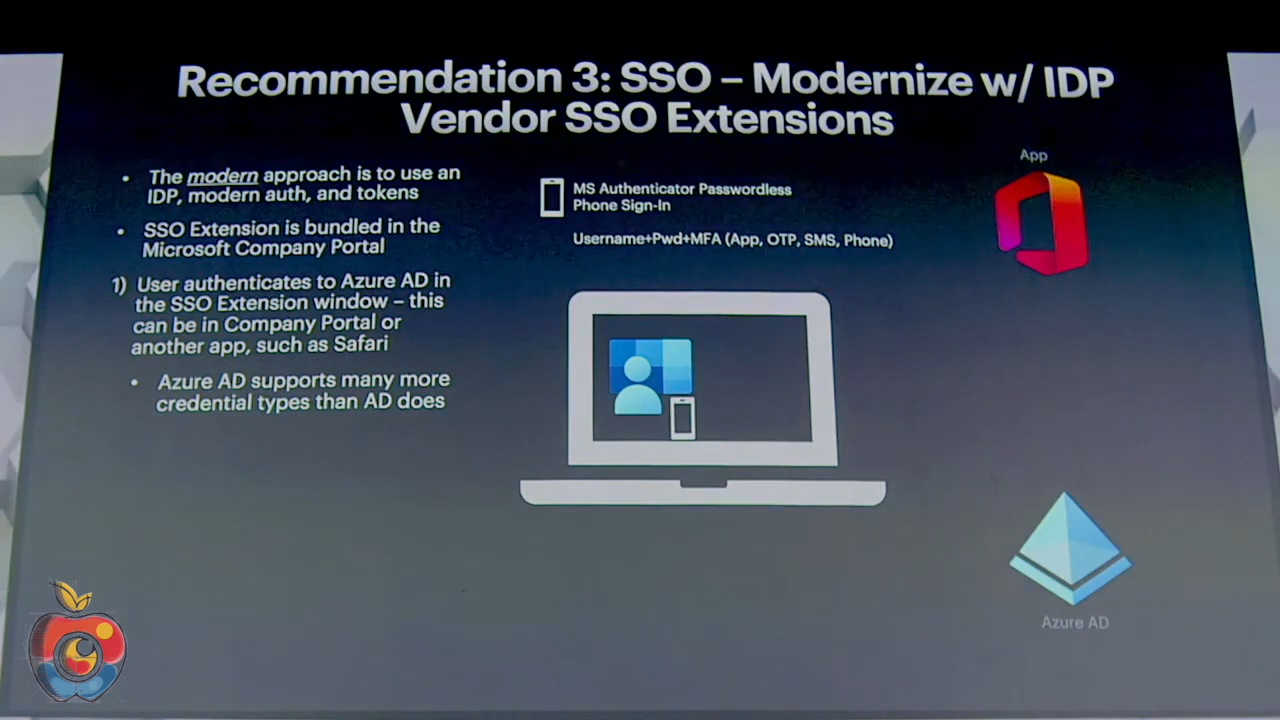 Recommendation 3: SSO – Modernize w/ IDP
Vendor SSO Extensions
• The modern approach is to use an
IDP, modern auth, and tokens
• SSO Extension is bundled in the
Microsoft Company Portal
1) User authenticates to Azure AD in
the SSO Extension window – this
can be in Company Portal or
another app, such as Safari
• Azure AD supports many more
credential types than AD does
MS Authenticator Passwordless
Phone Sign-In
Username+Pwd+MFA (App, OTP, SMS, Phone)
App
Azure AD